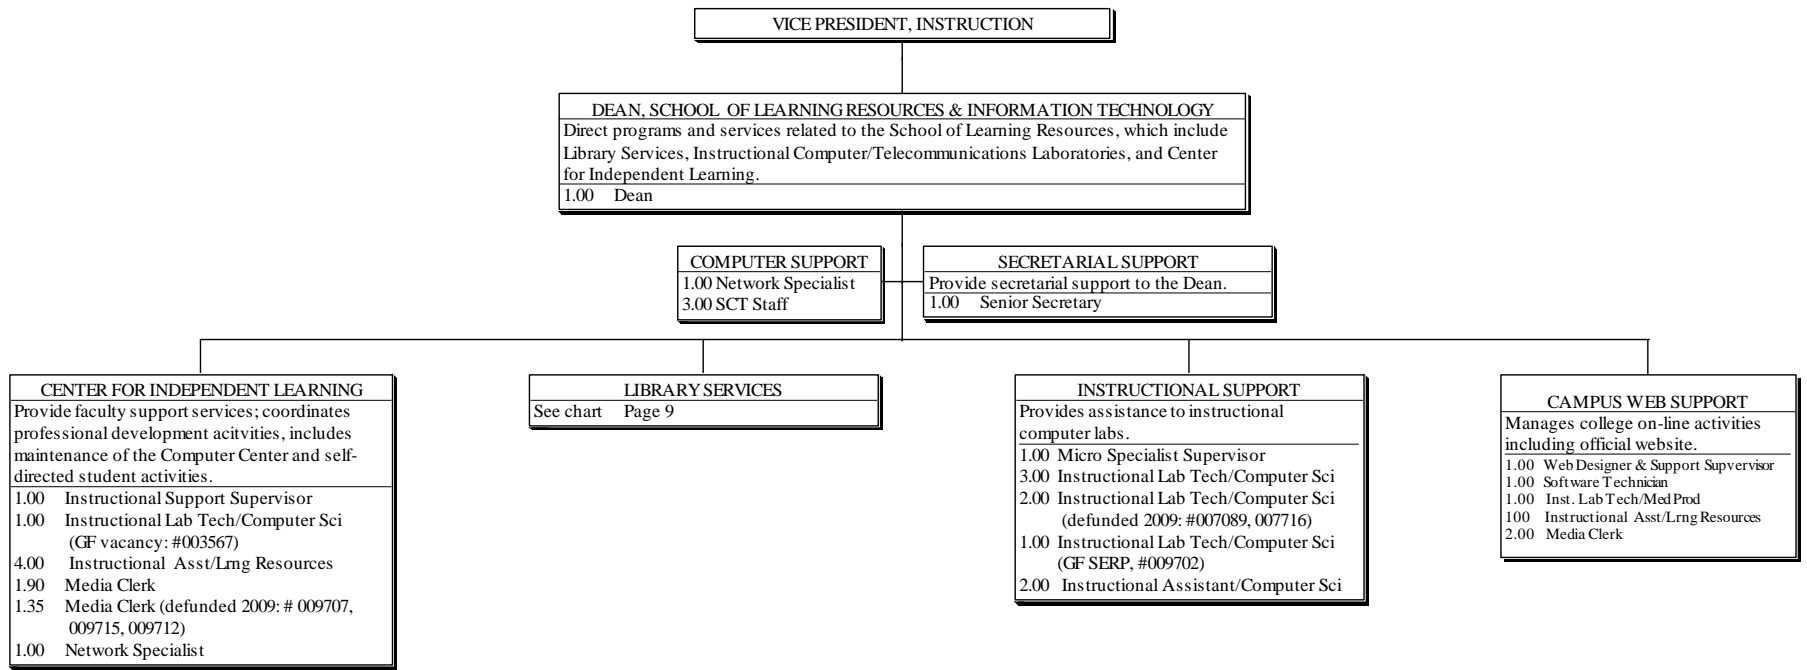 VICE PRESIDENT, INSTRUCTION
DEAN, SCHOOL OF LEARNING RESOURCES & INFORMATION TECHNOLOGY
Direct programs and services related to the School of Learning Resources, which include
Library Services, Instructional Computer/Telecommunications Laboratories, and Center
for Independent Learning.
1.00 Dean
COMPUTER SUPPORT
1.00 Network Specialist
3.00 SCT Staff
SECRETARIAL SUPPORT
Provide secretarial support to the Dean.
1.00 Senior Secretary
CENTER FOR INDEPENDENT LEARNING
Provide faculty support services; coordinates
professional development acitvities, includes
maintenance of the Computer Center and self-
directed student activities.
1.00 Instructional Support Supervisor
1.00 Instructional Lab Tech/Computer Sci
(GF vacancy: #003567)
4.00 Instructional Asst/Lrng Resources
1.90 Media Clerk
1.35 Media Clerk (defunded 2009: # 009707,
009715, 009712)
1.00 Network Specialist
LIBRARY SERVICES
See chart Page 9
INSTRUCTIONAL SUPPORT
Provides assistance to instructional
computer labs.
1.00 Micro Specialist Supervisor
3.00 Instructional Lab Tech/Computer Sci
2.00 Instructional Lab Tech/Computer Sci
(defunded 2009: #007089, 007716)
1.00 Instructional Lab Tech/Computer Sci
(GF SERP, #009702)
2.00 Instructional Assistant/Computer Sci
CAMPUS WEB SUPPORT
Manages college on-line activities
including official website.
1.00 Web Designer & Support Supvervisor
1.00 Software Technician
1.00 Inst. Lab Tech/Med Prod
100 Instructional Asst/Lrng Resources
2.00 Media Clerk